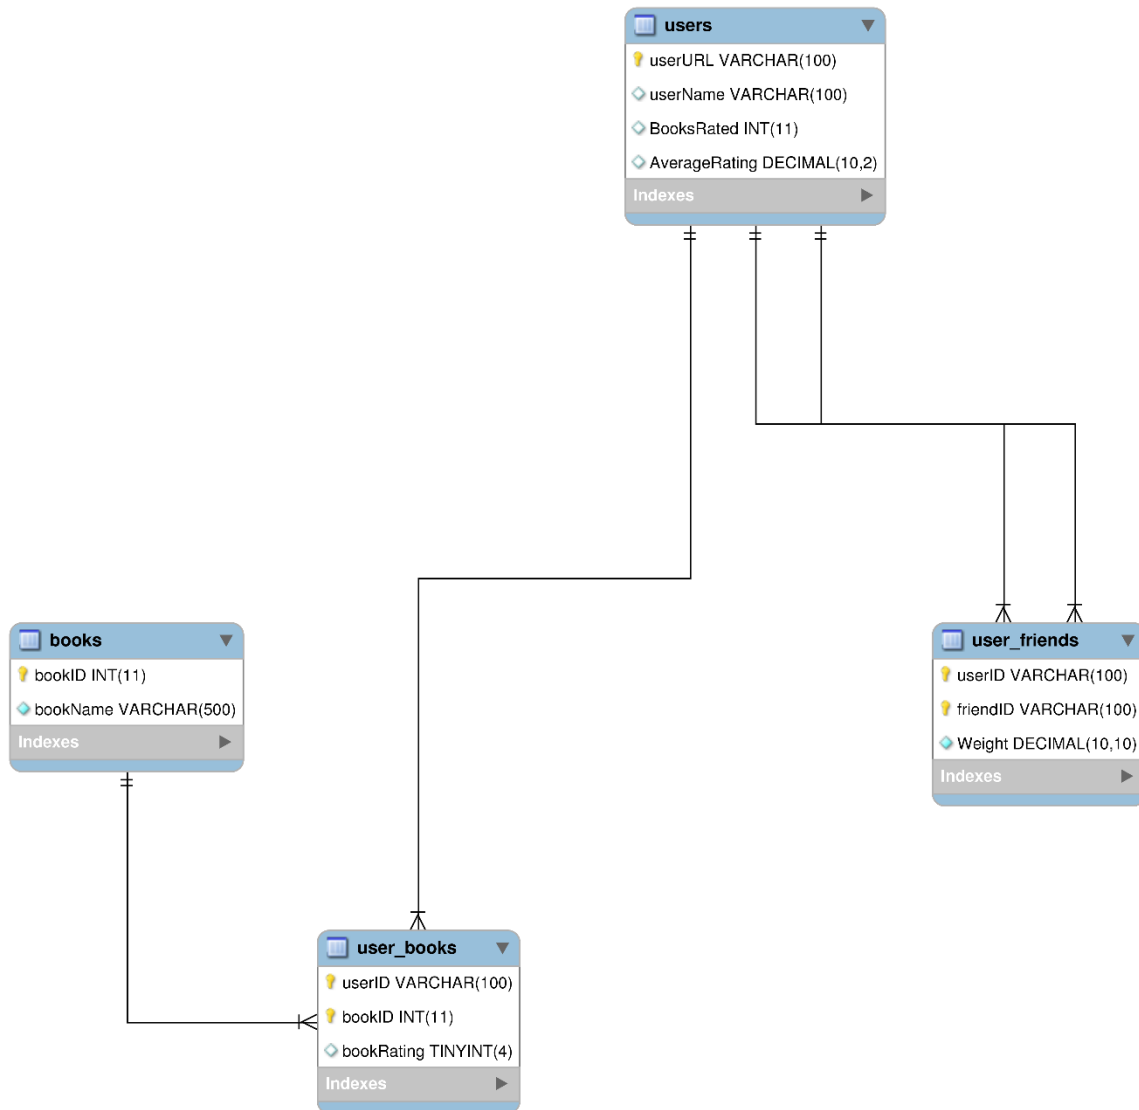 users
userURL VARCHAR(100)
userName VARCHAR(100)
BooksRated INT(11)
AverageRating DECIMAL(10,2)
Indexes
books
bookID INT(11)
bookName VARCHAR(500)
Indexes
user_friends
userID VARCHAR(100)
friendID VARCHAR(100)
Weight DECIMAL(10,10)
Indexes
user_books
userID VARCHAR(100)
bookID INT(11)
bookRating TINYINT(4)
Indexes